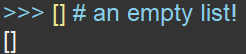 >>> [] # an empty list!
[]